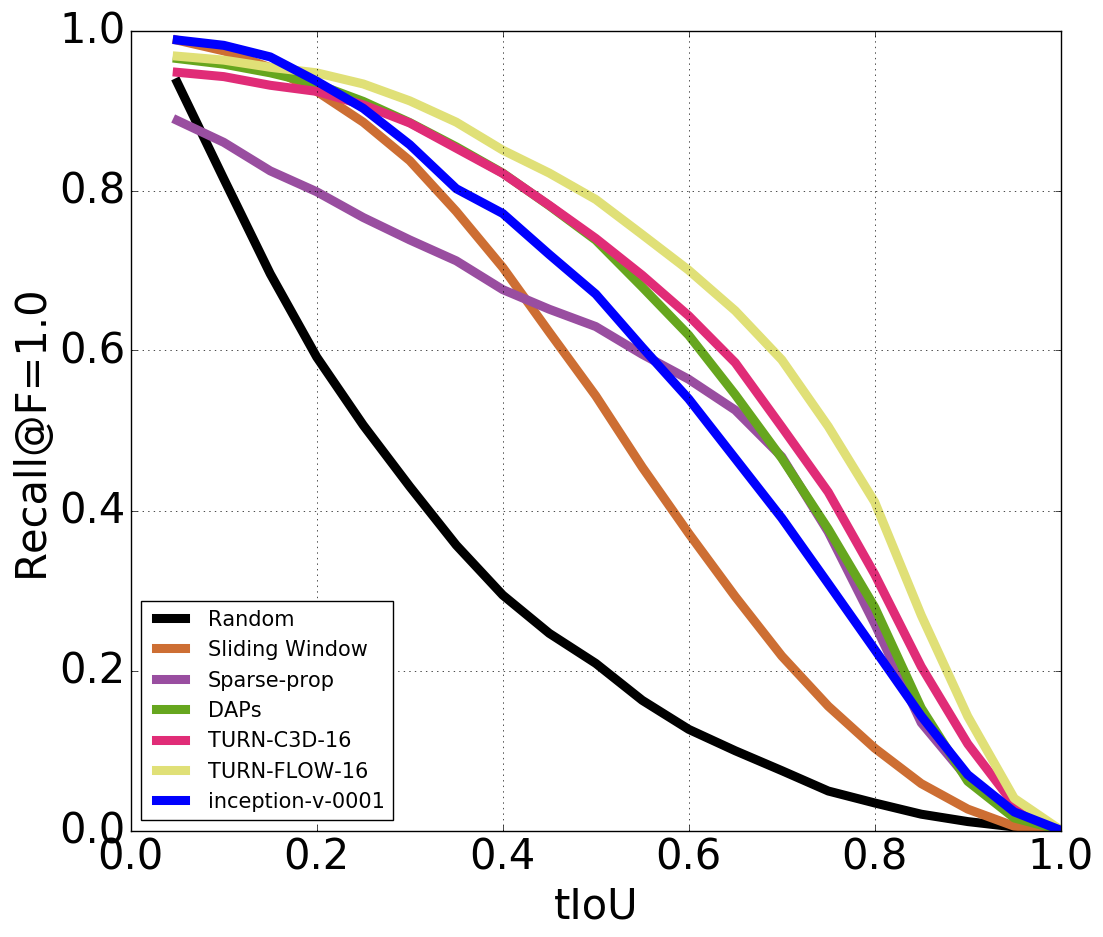 Recall@F=1.0
1.0
0.8
0.6
0.4
0.2
0.0
Random
Sliding Window
Sparse-prop
DAPs
TURN-C3D-16
TURN-FLOW-16
inception-v-0001
0.0 0.2 0.4 0.6 0.8 1.0
tIoU